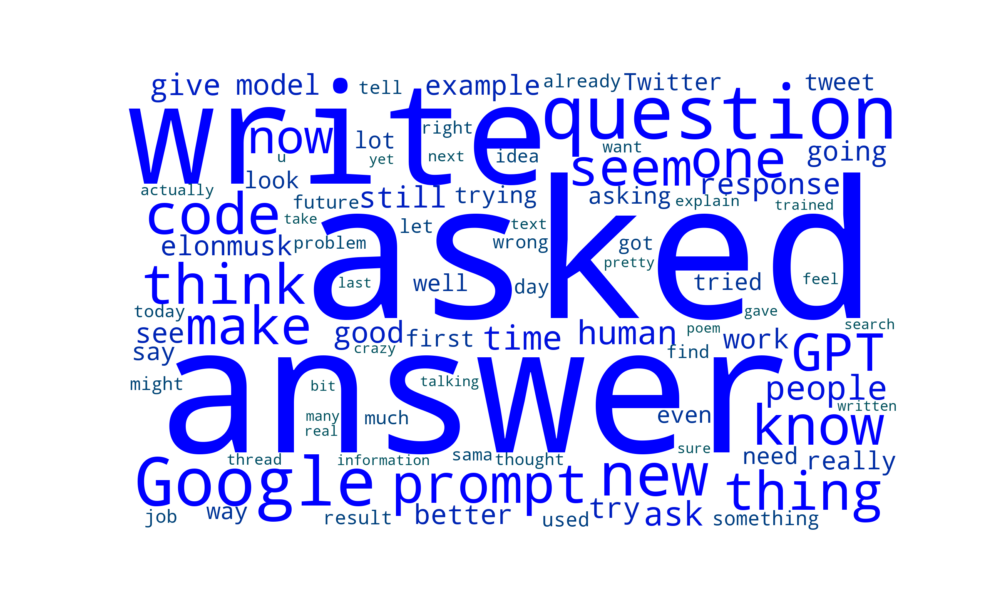 give model tell example already Twitter tweet
write question
now lot right
u yet next idea want seem one going
actually look response
future still trying asking explain trained
code take let text
asked
elonmusk problem wrong got
think last well day pretty tried feel
today gave
see make good first time human poem work search
say crazy find GPT
might bit talking people
answer
many much even know written
real
thread information sama thought sure need really
Google prompt new thing
job way result better used try ask something